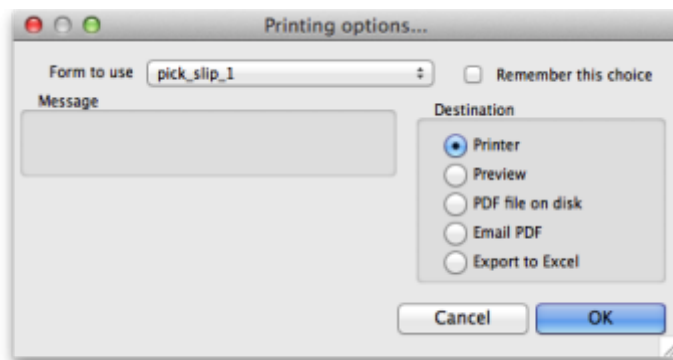 Printing options...
Form to use pick_slip_1 Remember this choice
Message
Destination
Printer
Preview
PDF file on disk
Email PDF
Export to Excel
Cancel OK